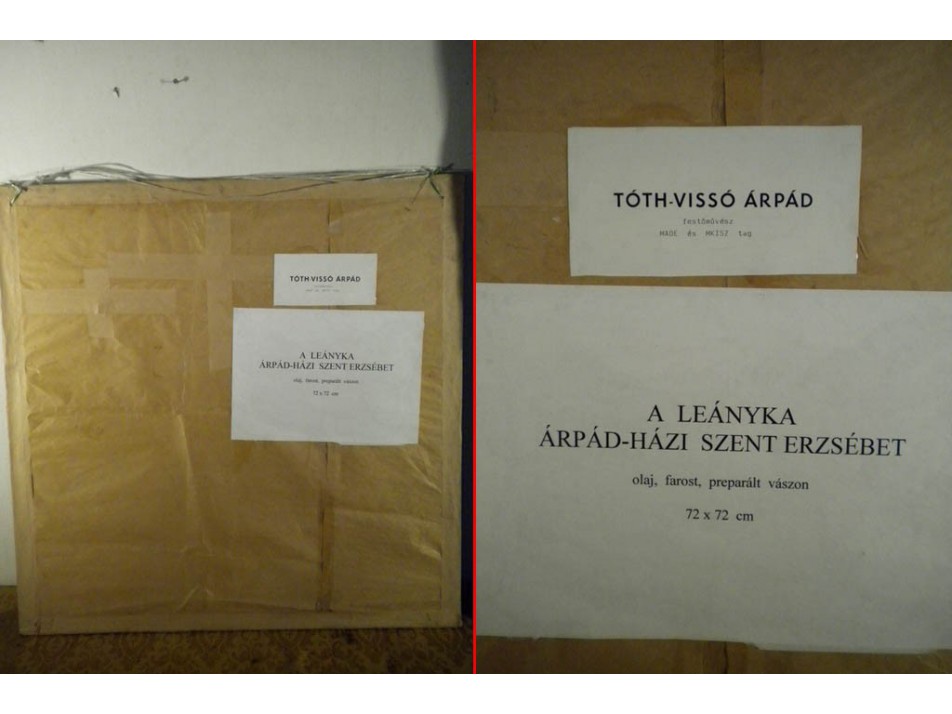 TÓTH-VISSÓ ÁRPÁD
A LEÁNYKA
ÁRPÁD-HÁZI SZENT ERZSÉBET
olaj, farost, preparált vászon
72 x 72 cm
TÓTH-VISSÓ ÁRPÁD
festőművész
MAOE és MKISZ tag
A LEÁNYKA
ÁRPÁD-HÁZI SZENT ERZSÉBET
olaj, farost, preparált vászon
72 x 72 cm